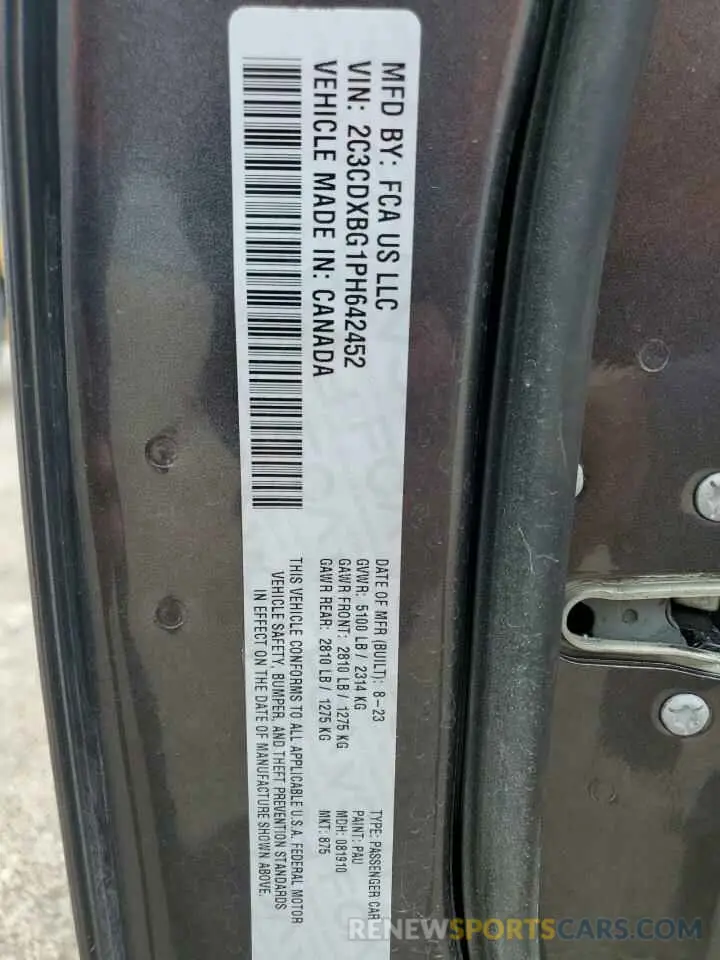 MFD BY: FCA US LLC
VIN: 2C3CDXBG1PH642452
VEHICLE MADE IN: CANADA
DATE OF MFR (BUILT): 8-23
GVWR: 5100 LB / 2314 KG
GAWR FRONT: 2810 LB / 1275 KG
GAWR REAR: 2810 LB / 1275 KG
THIS VEHICLE CONFORMS TO ALL APPLICABLE U.S.A. FEDERAL MOTOR
VEHICLE SAFETY, BUMPER, AND THEFT PREVENTION STANDARDS
IN EFFECT ON THE DATE OF MANUFACTURE SHOWN ABOVE.
TYPE: PASSENGER CAR
PAINT: PAU
MDH: 081910
MKT: 875
RENEWSPORTSCARS.COM